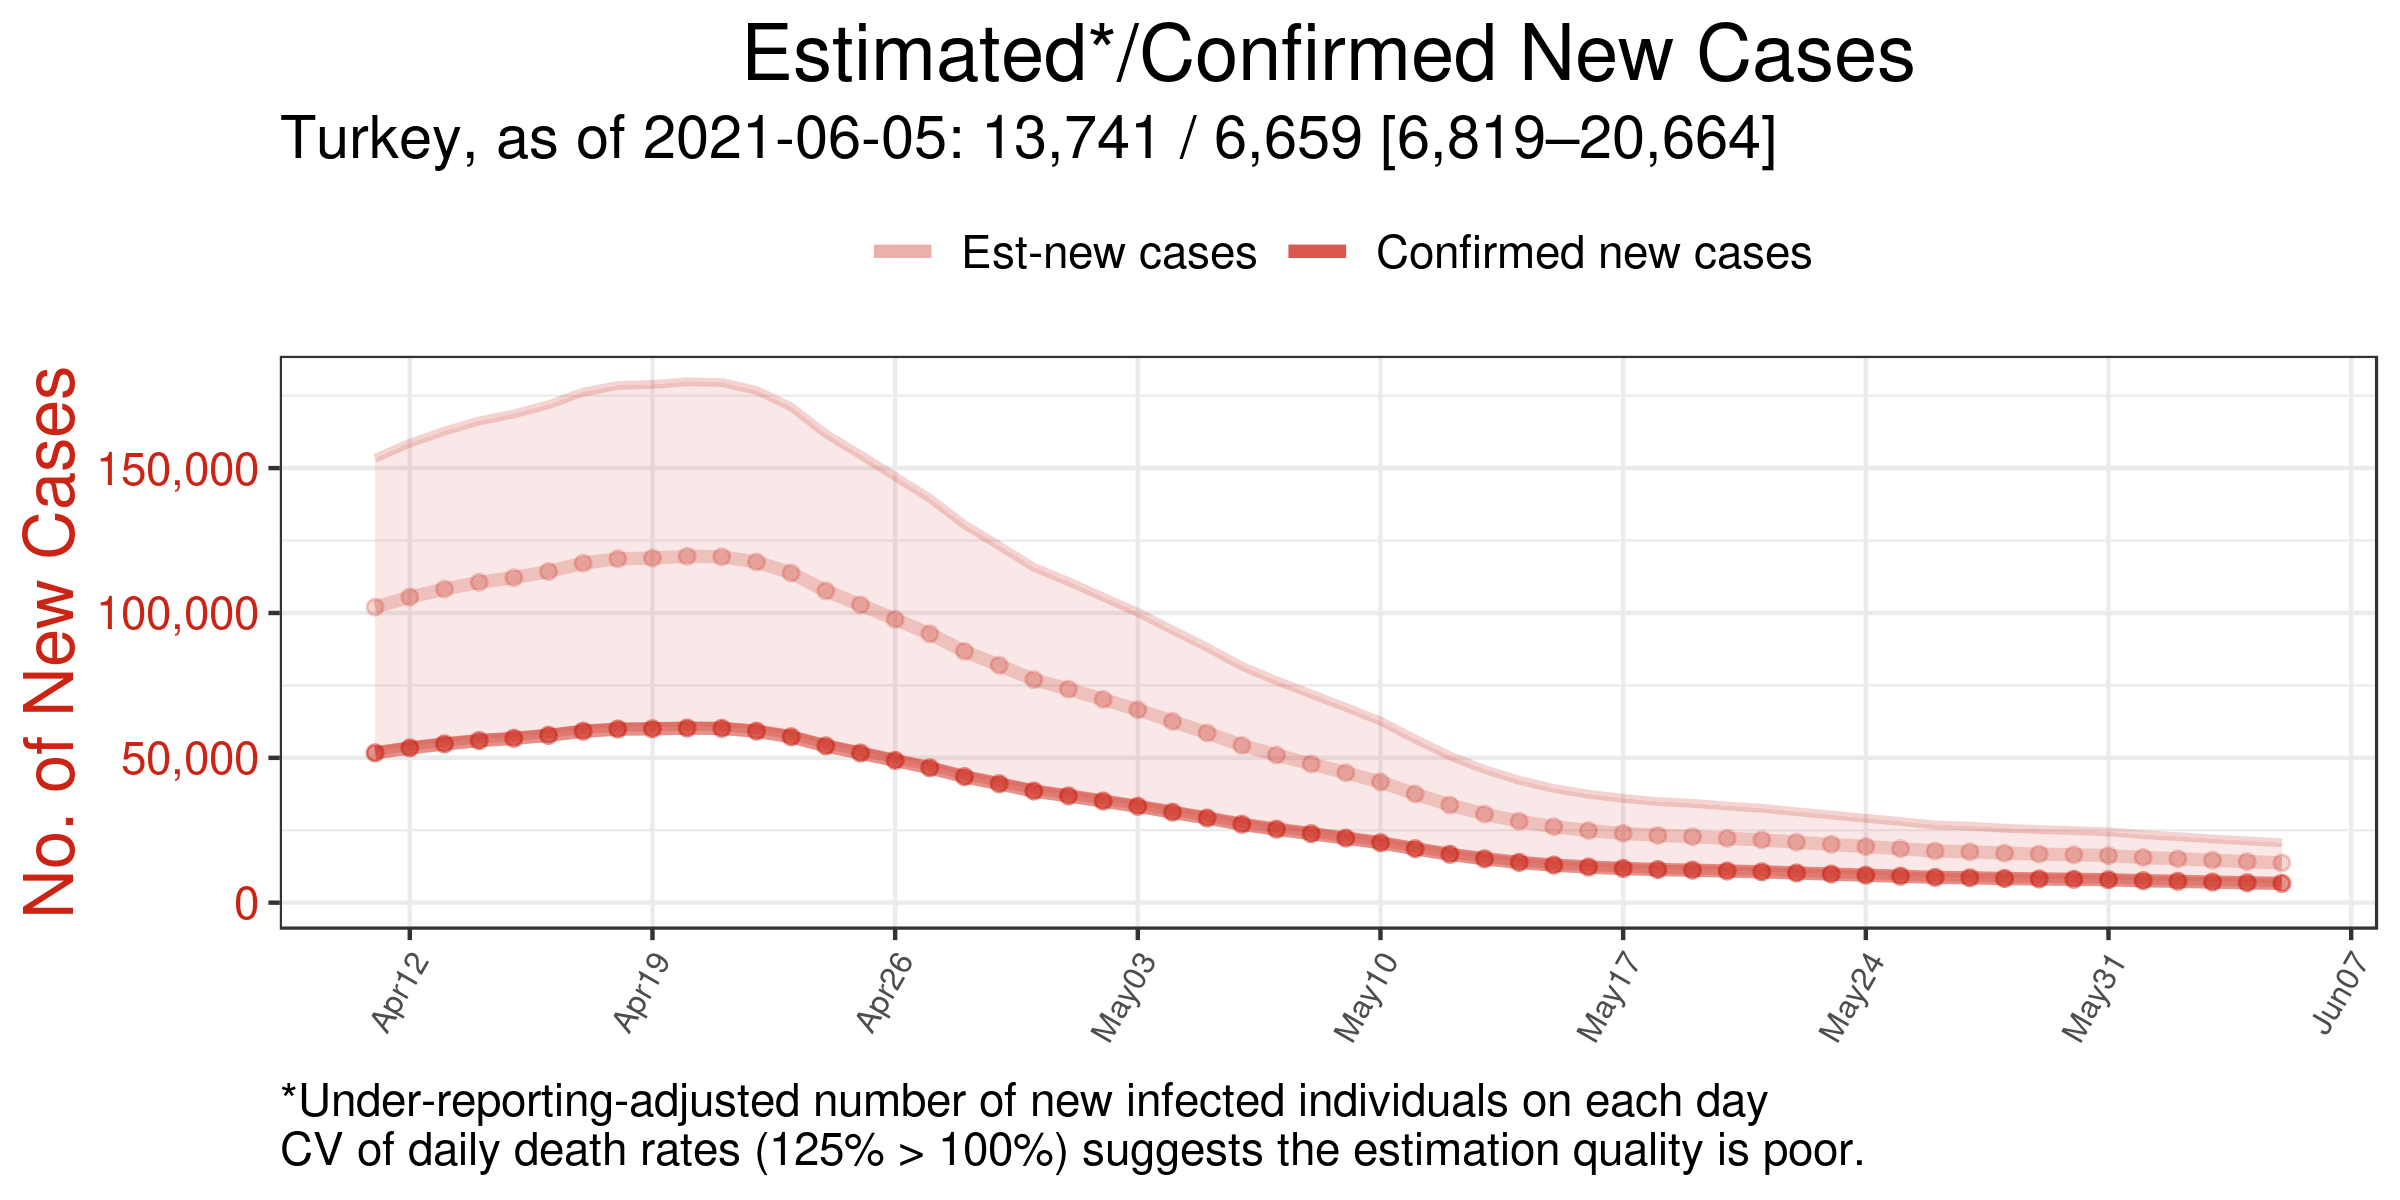 Estimated*/Confirmed New Cases
Turkey, as of 2021-06-05: 13,741 / 6,659 [6,819–20,664]
Est-new cases
Confirmed new cases
No. of New Cases
150,000
100,000
50,000
0
Apr12
Apr19
Apr26
May03
May10
May17
May24
May31
Jun07
*Under-reporting-adjusted number of new infected individuals on each day
CV of daily death rates (125% > 100%) suggests the estimation quality is poor.